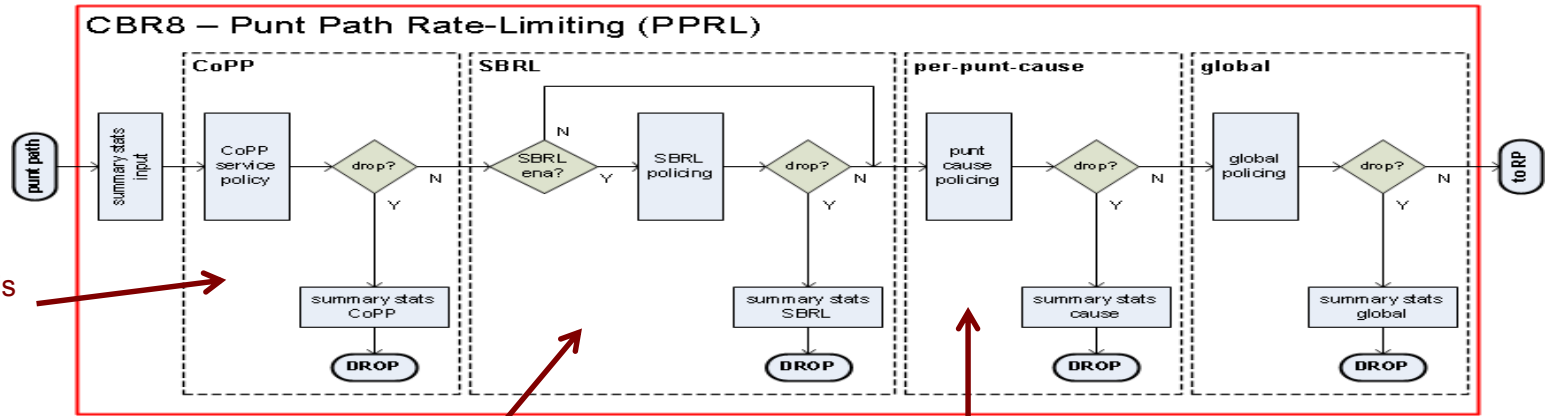 CBR8 – Punt Path Rate-Limiting (PPRL)
CoPP
SBRL
per-punt-cause
global
punt path
summary stats
input
CoPP
service
policy
drop?
N
Y
summary stats
CoPP
DROP
SBRL
ena?
N
Y
SBRL
policing
drop?
N
Y
summary stats
SBRL
DROP
punt
cause
policing
drop?
N
Y
summary stats
cause
DROP
global
policing
drop?
N
Y
summary stats
global
DROP
to RP
s